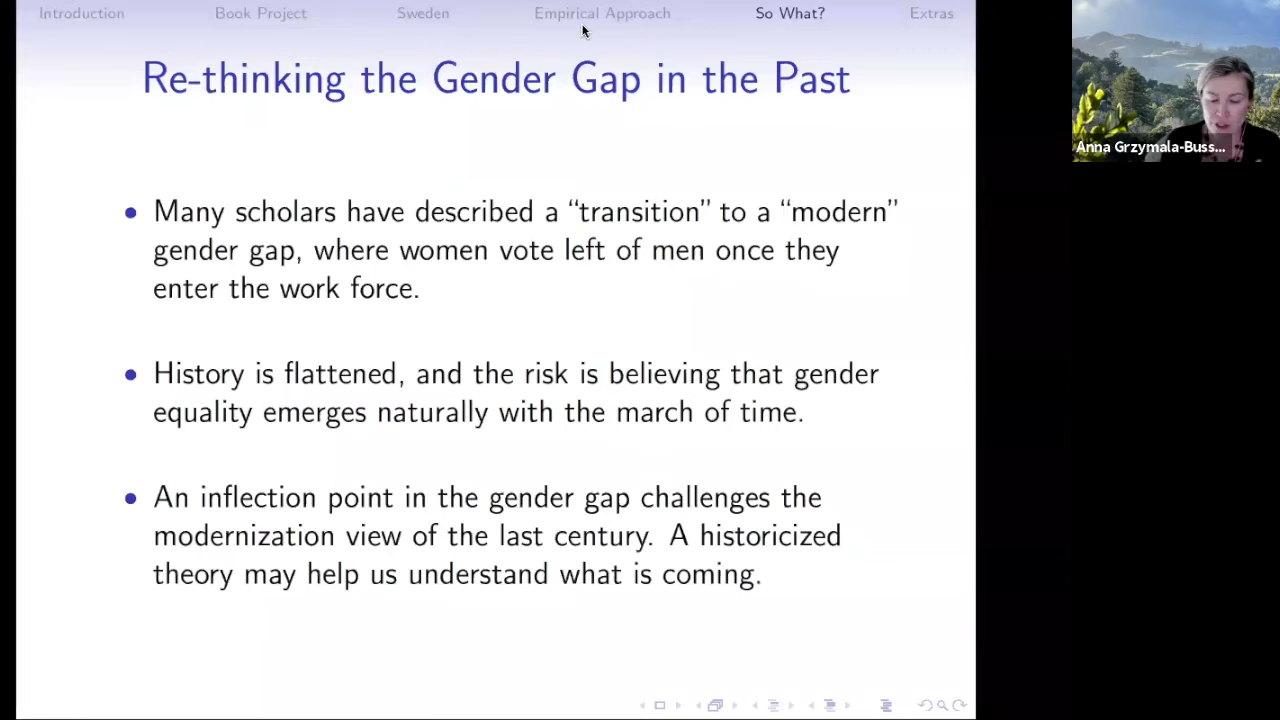 Introduction Book Project Sweden Empirical Approach So What? Extras
Re-thinking the Gender Gap in the Past
• Many scholars have described a “transition” to a “modern”
gender gap, where women vote left of men once they
enter the work force.
• History is flattened, and the risk is believing that gender
equality emerges naturally with the march of time.
• An inflection point in the gender gap challenges the
modernization view of the last century. A historicized
theory may help us understand what is coming.
Anna Grzymala-Buss...